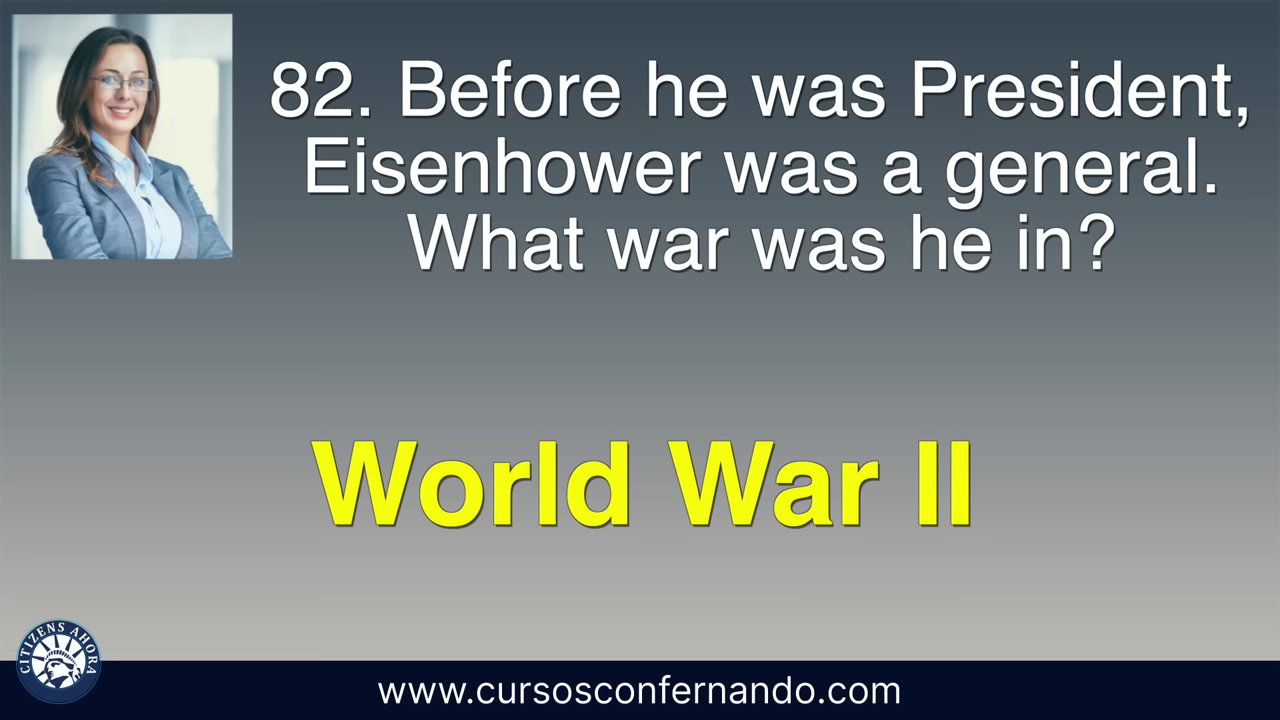 82. Before he was President,
Eisenhower was a general.
What war was he in?
World War II
CITIZENS AHORA
www.cursosconfernando.com